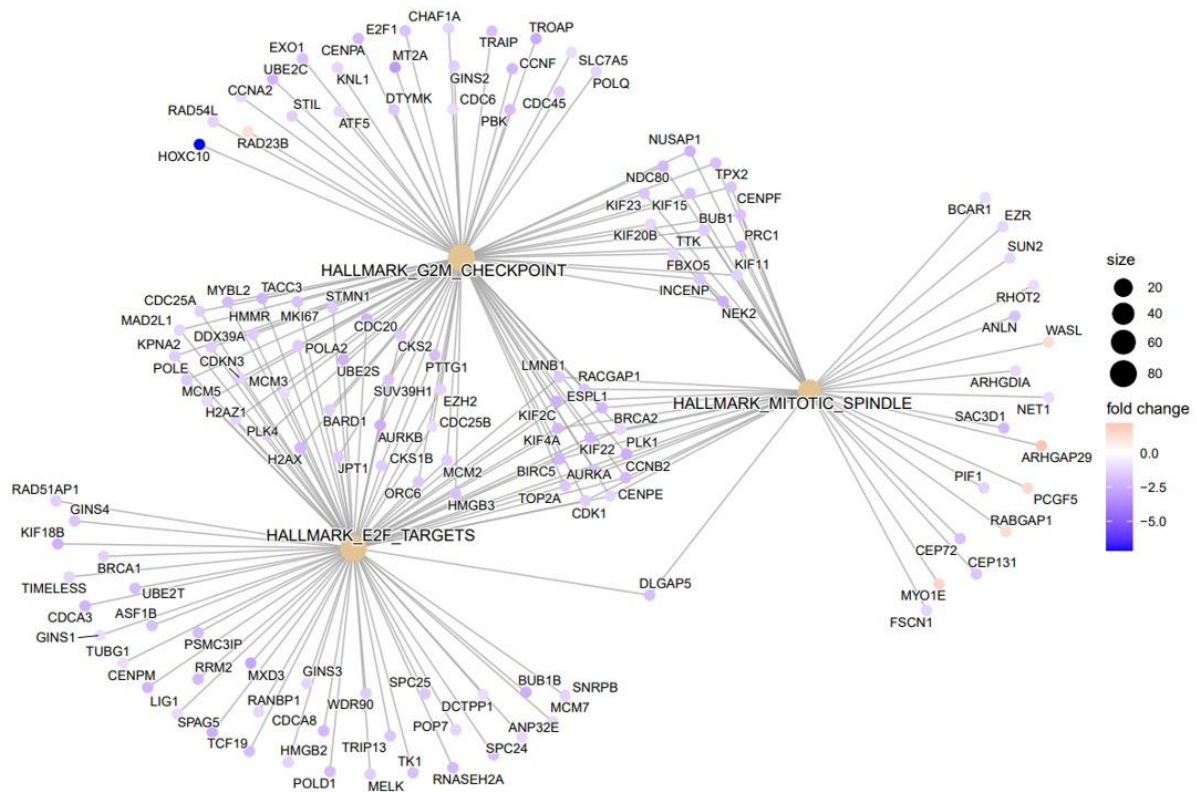 CHAF1A
E2F1
TROAP
EXO1
CENPA
TRAIP
UBE2C
MT2A
CCNF
SLC7A5
KNL1
GINS2
POLQ
CCNA2
STIL
DTYMK
CDC6
CDC45
RAD54L
ATF5
PBK
RAD23B
HOXC10
NUSAP1
NDC80
TPX2
KIF23
KIF15
CENPF
BUB1
KIF20B
TTK
PRC1
FBXO5
KIF11
INCENP
NEK2
BCAR1
EZR
SUN2
RHOT2
ANLN
WASL
ARHGDIA
NET1
SAC3D1
ARHGAP29
PIF1
PCGF5
RABGAP1
CEP72
CEP131
MYO1E
FSCN1
HALLMARK_G2M_CHECKPOINT
HALLMARK_MITOTIC_SPINDLE
HALLMARK_E2F_TARGETS
MYBL2
TACC3
STMN1
CDC25A
HMMR
MKI67
MAD2L1
DDX39A
CDC20
KPNA2
POLA2
CKS2
POLE
CDKN3
UBE2S
PTTG1
MCM5
MCM3
SUV39H1
H2AZ1
EZH2
PLK4
BARD1
CDC25B
H2AX
AURKB
JPT1
CKS1B
MCM2
ORC6
HMGB3
LMNB1
RACGAP1
ESPL1
KIF2C
BRCA2
KIF4A
KIF22
PLK1
BIRC5
AURKA
CCNB2
TOP2A
CENPE
CDK1
DLGAP5
RAD51AP1
GINS4
KIF18B
BRCA1
TIMELESS
UBE2T
CDCA3
ASF1B
GINS1
PSMC3IP
TUBG1
RRM2
MXD3
GINS3
SPC25
BUB1B
SNRPB
CENPM
RANBP1
WDR90
DCTPP1
MCM7
LIG1
CDCA8
POP7
ANP32E
SPAG5
TCF19
HMGB2
TRIP13
SPC24
POLD1
MELK
TK1
RNASEH2A
size
20
40
60
80
fold change
0.0
−2.5
−5.0